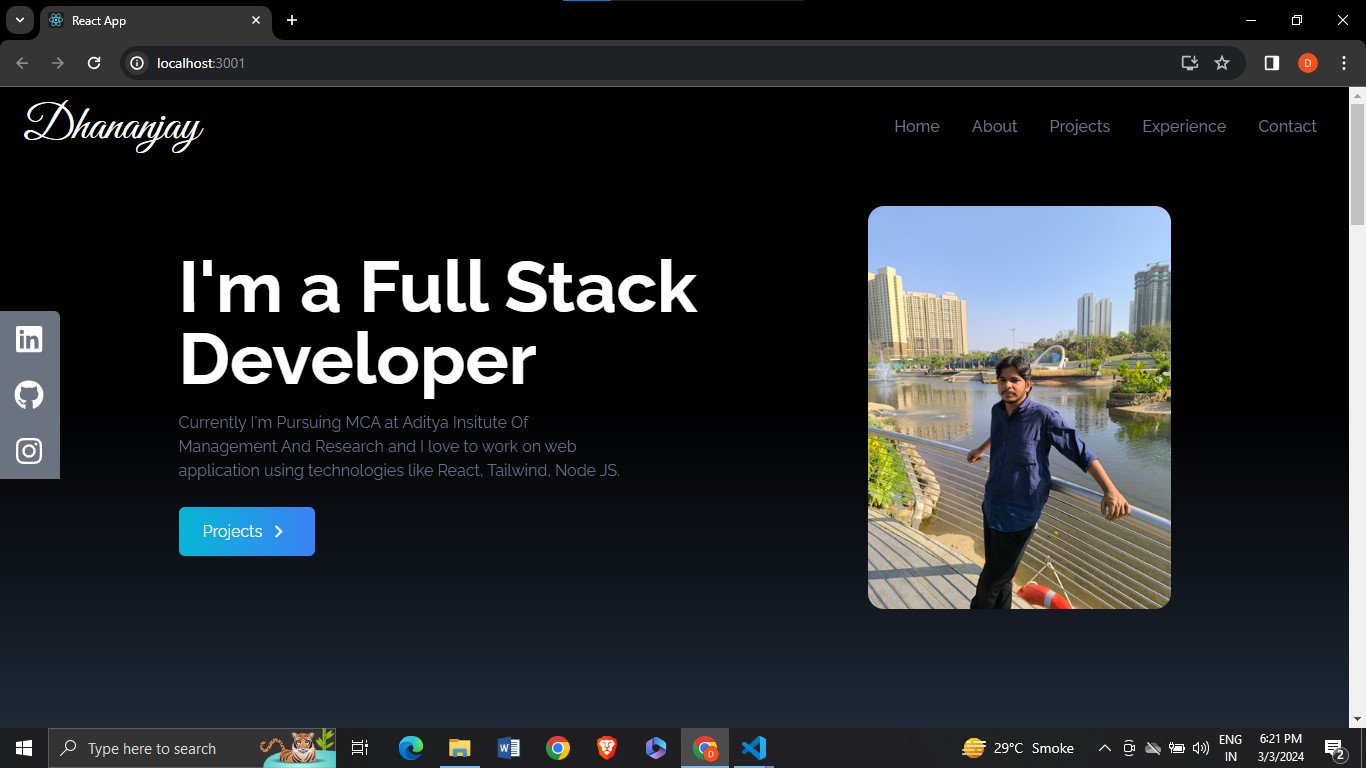 React App
localhost:3001
Dhananjay
Home About Projects Experience Contact
I'm a Full Stack
Developer
Currently I'm Pursuing MCA at Aditya Insitute Of
Management And Research and I love to work on web
application using technologies like React, Tailwind, Node JS.
Projects
Type here to search
29°C Smoke
ENG
IN
6:21 PM
3/3/2024
2
D
D